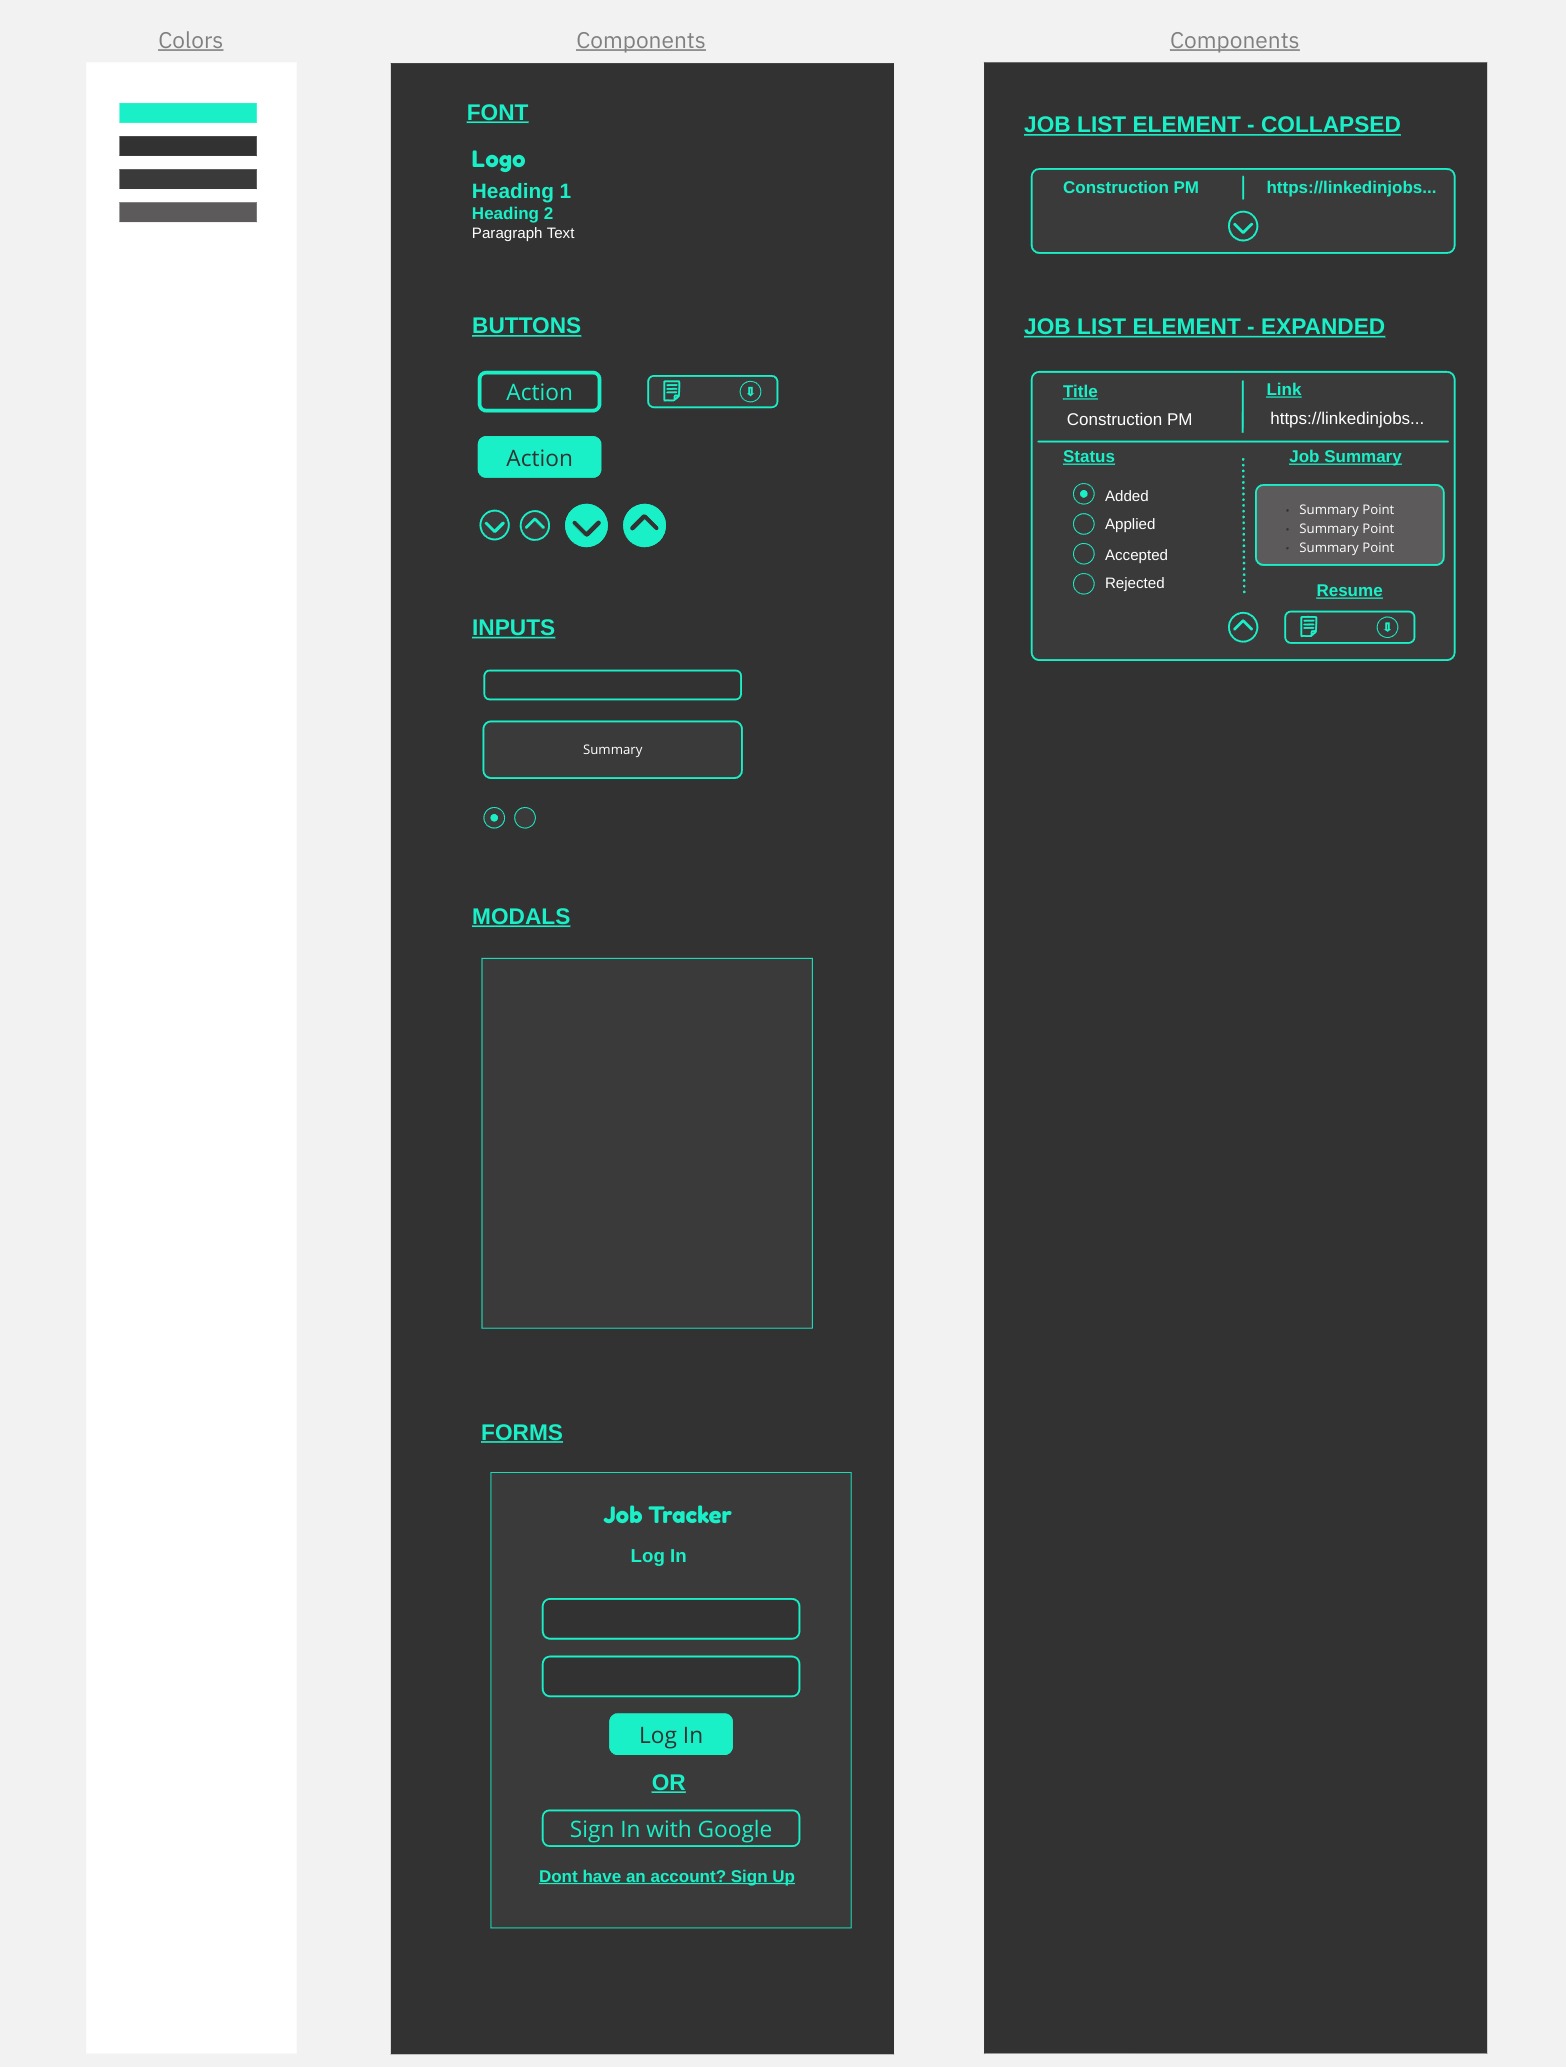 Colors
Components
FONT
Logo
Heading 1
Heading 2
Paragraph Text
BUTTONS
Action
Action
INPUTS
Summary
MODALS
FORMS
Job Tracker
Log In
Log In
OR
Sign In with Google
Dont have an account? Sign Up
Components
JOB LIST ELEMENT - COLLAPSED
Construction PM
https://linkedinjobs...
JOB LIST ELEMENT - EXPANDED
Title
Construction PM
Link
https://linkedinjobs...
Status
Added
Applied
Accepted
Rejected
Job Summary
· Summary Point
· Summary Point
· Summary Point
Resume